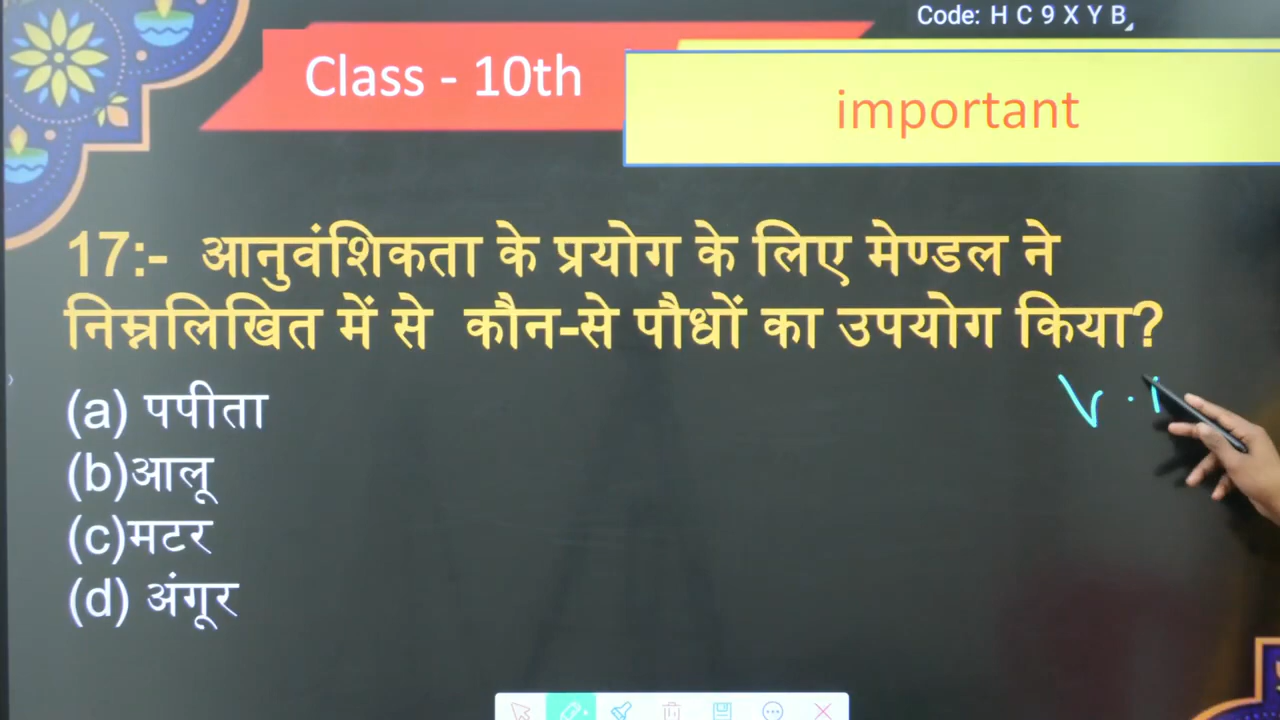 Code: H C 9 X Y B
Class - 10th
important
17:- आनुवंशिकता के प्रयोग के लिए मेण्डल ने
निम्नलिखित में से कौन-से पौधों का उपयोग किया?
V. i
(a) पपीता
(b)आलू
(c)मटर
(d) अंगूर